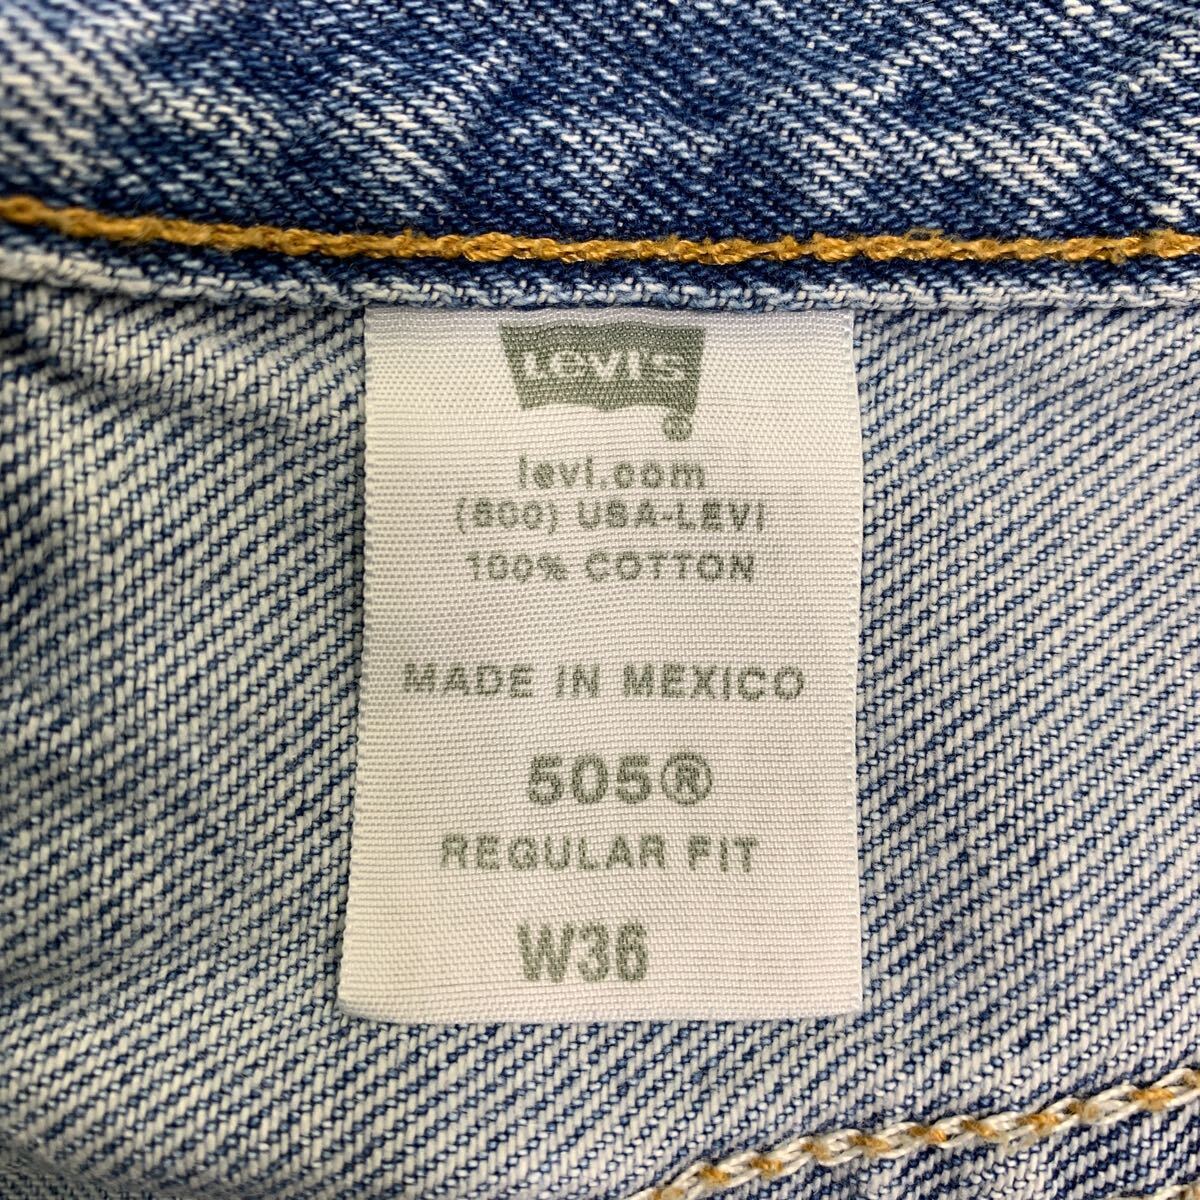 Levi's
®
levi.com
(800) USA-LEVI
100% COTTON
MADE IN MEXICO
505®
REGULAR FIT
W36